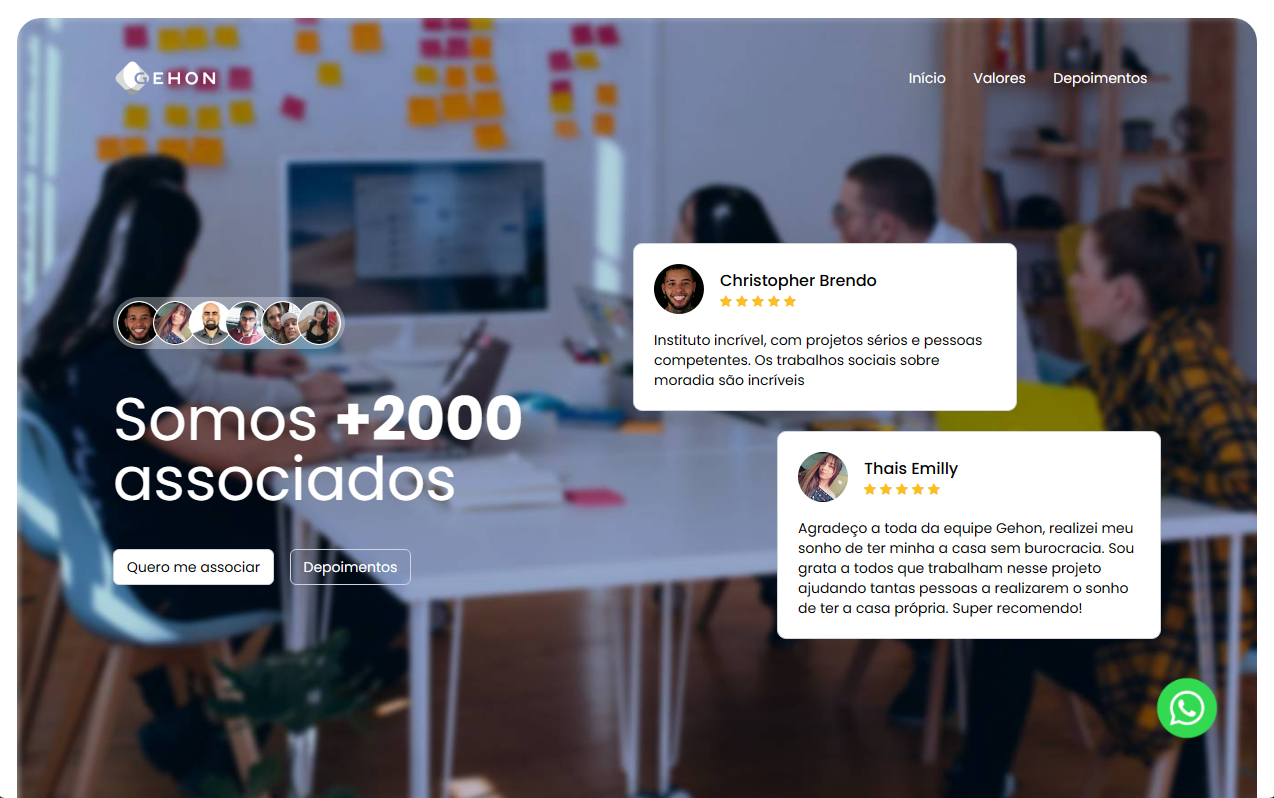 GEHON
Início Valores Depoimentos
Christopher Brendo
Instituto incrível, com projetos sérios e pessoas
competentes. Os trabalhos sociais sobre
moradia são incríveis
Somos +2000
associados
Quero me associar Depoimentos
Thais Emilly
Agradeço a toda da equipe Gehon, realizei meu
sonho de ter minha a casa sem burocracia. Sou
grata a todos que trabalham nesse projeto
ajudando tantas pessoas a realizarem o sonho
de ter a casa própria. Super recomendo!